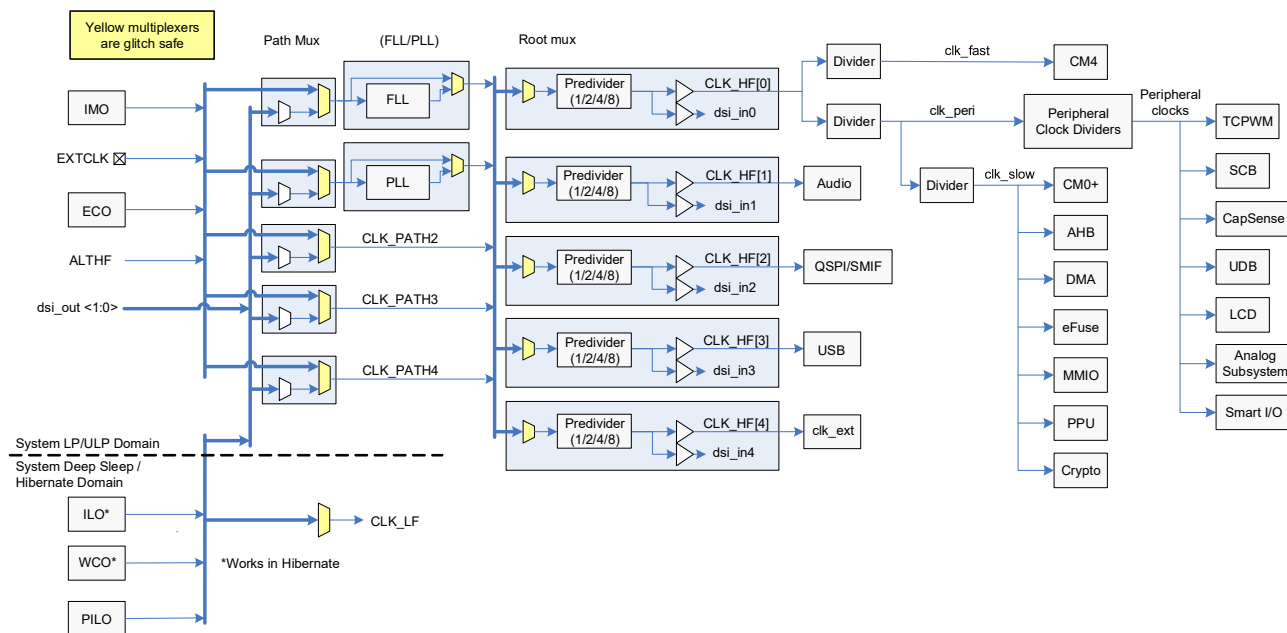 Yellow multiplexers
are glitch safe
Path Mux
(FLL/PLL)
Root mux
IMO
EXTCLK
ECO
ALTHF
dsi_out <1:0>
FLL
PLL
CLK_PATH2
CLK_PATH3
CLK_PATH4
Predivider
(1/2/4/8)
CLK_HF[0]
dsi_in0
Predivider
(1/2/4/8)
CLK_HF[1]
dsi_in1
Predivider
(1/2/4/8)
CLK_HF[2]
dsi_in2
Predivider
(1/2/4/8)
CLK_HF[3]
dsi_in3
Predivider
(1/2/4/8)
CLK_HF[4]
dsi_in4
Audio
QSPI/SMIF
USB
clk_ext
Divider
clk_fast
CM4
Divider
clk_peri
Peripheral
Clock Dividers
Peripheral
clocks
Divider
clk_slow
CM0+
AHB
DMA
eFuse
MMIO
PPU
Crypto
TCPWM
SCB
CapSense
UDB
LCD
Analog
Subsystem
Smart I/O
System LP/ULP Domain
System Deep Sleep /
Hibernate Domain
ILO*
WCO*
PILO
CLK_LF
*Works in Hibernate